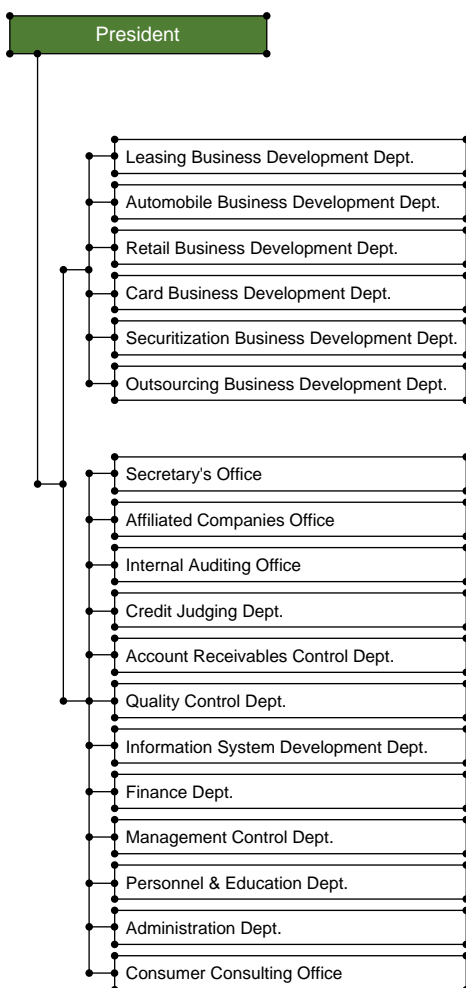 President
Leasing Business Development Dept.
Automobile Business Development Dept.
Retail Business Development Dept.
Card Business Development Dept.
Securitization Business Development Dept.
Outsourcing Business Development Dept.
Secretary's Office
Affiliated Companies Office
Internal Auditing Office
Credit Judging Dept.
Account Receivables Control Dept.
Quality Control Dept.
Information System Development Dept.
Finance Dept.
Management Control Dept.
Personnel & Education Dept.
Administration Dept.
Consumer Consulting Office